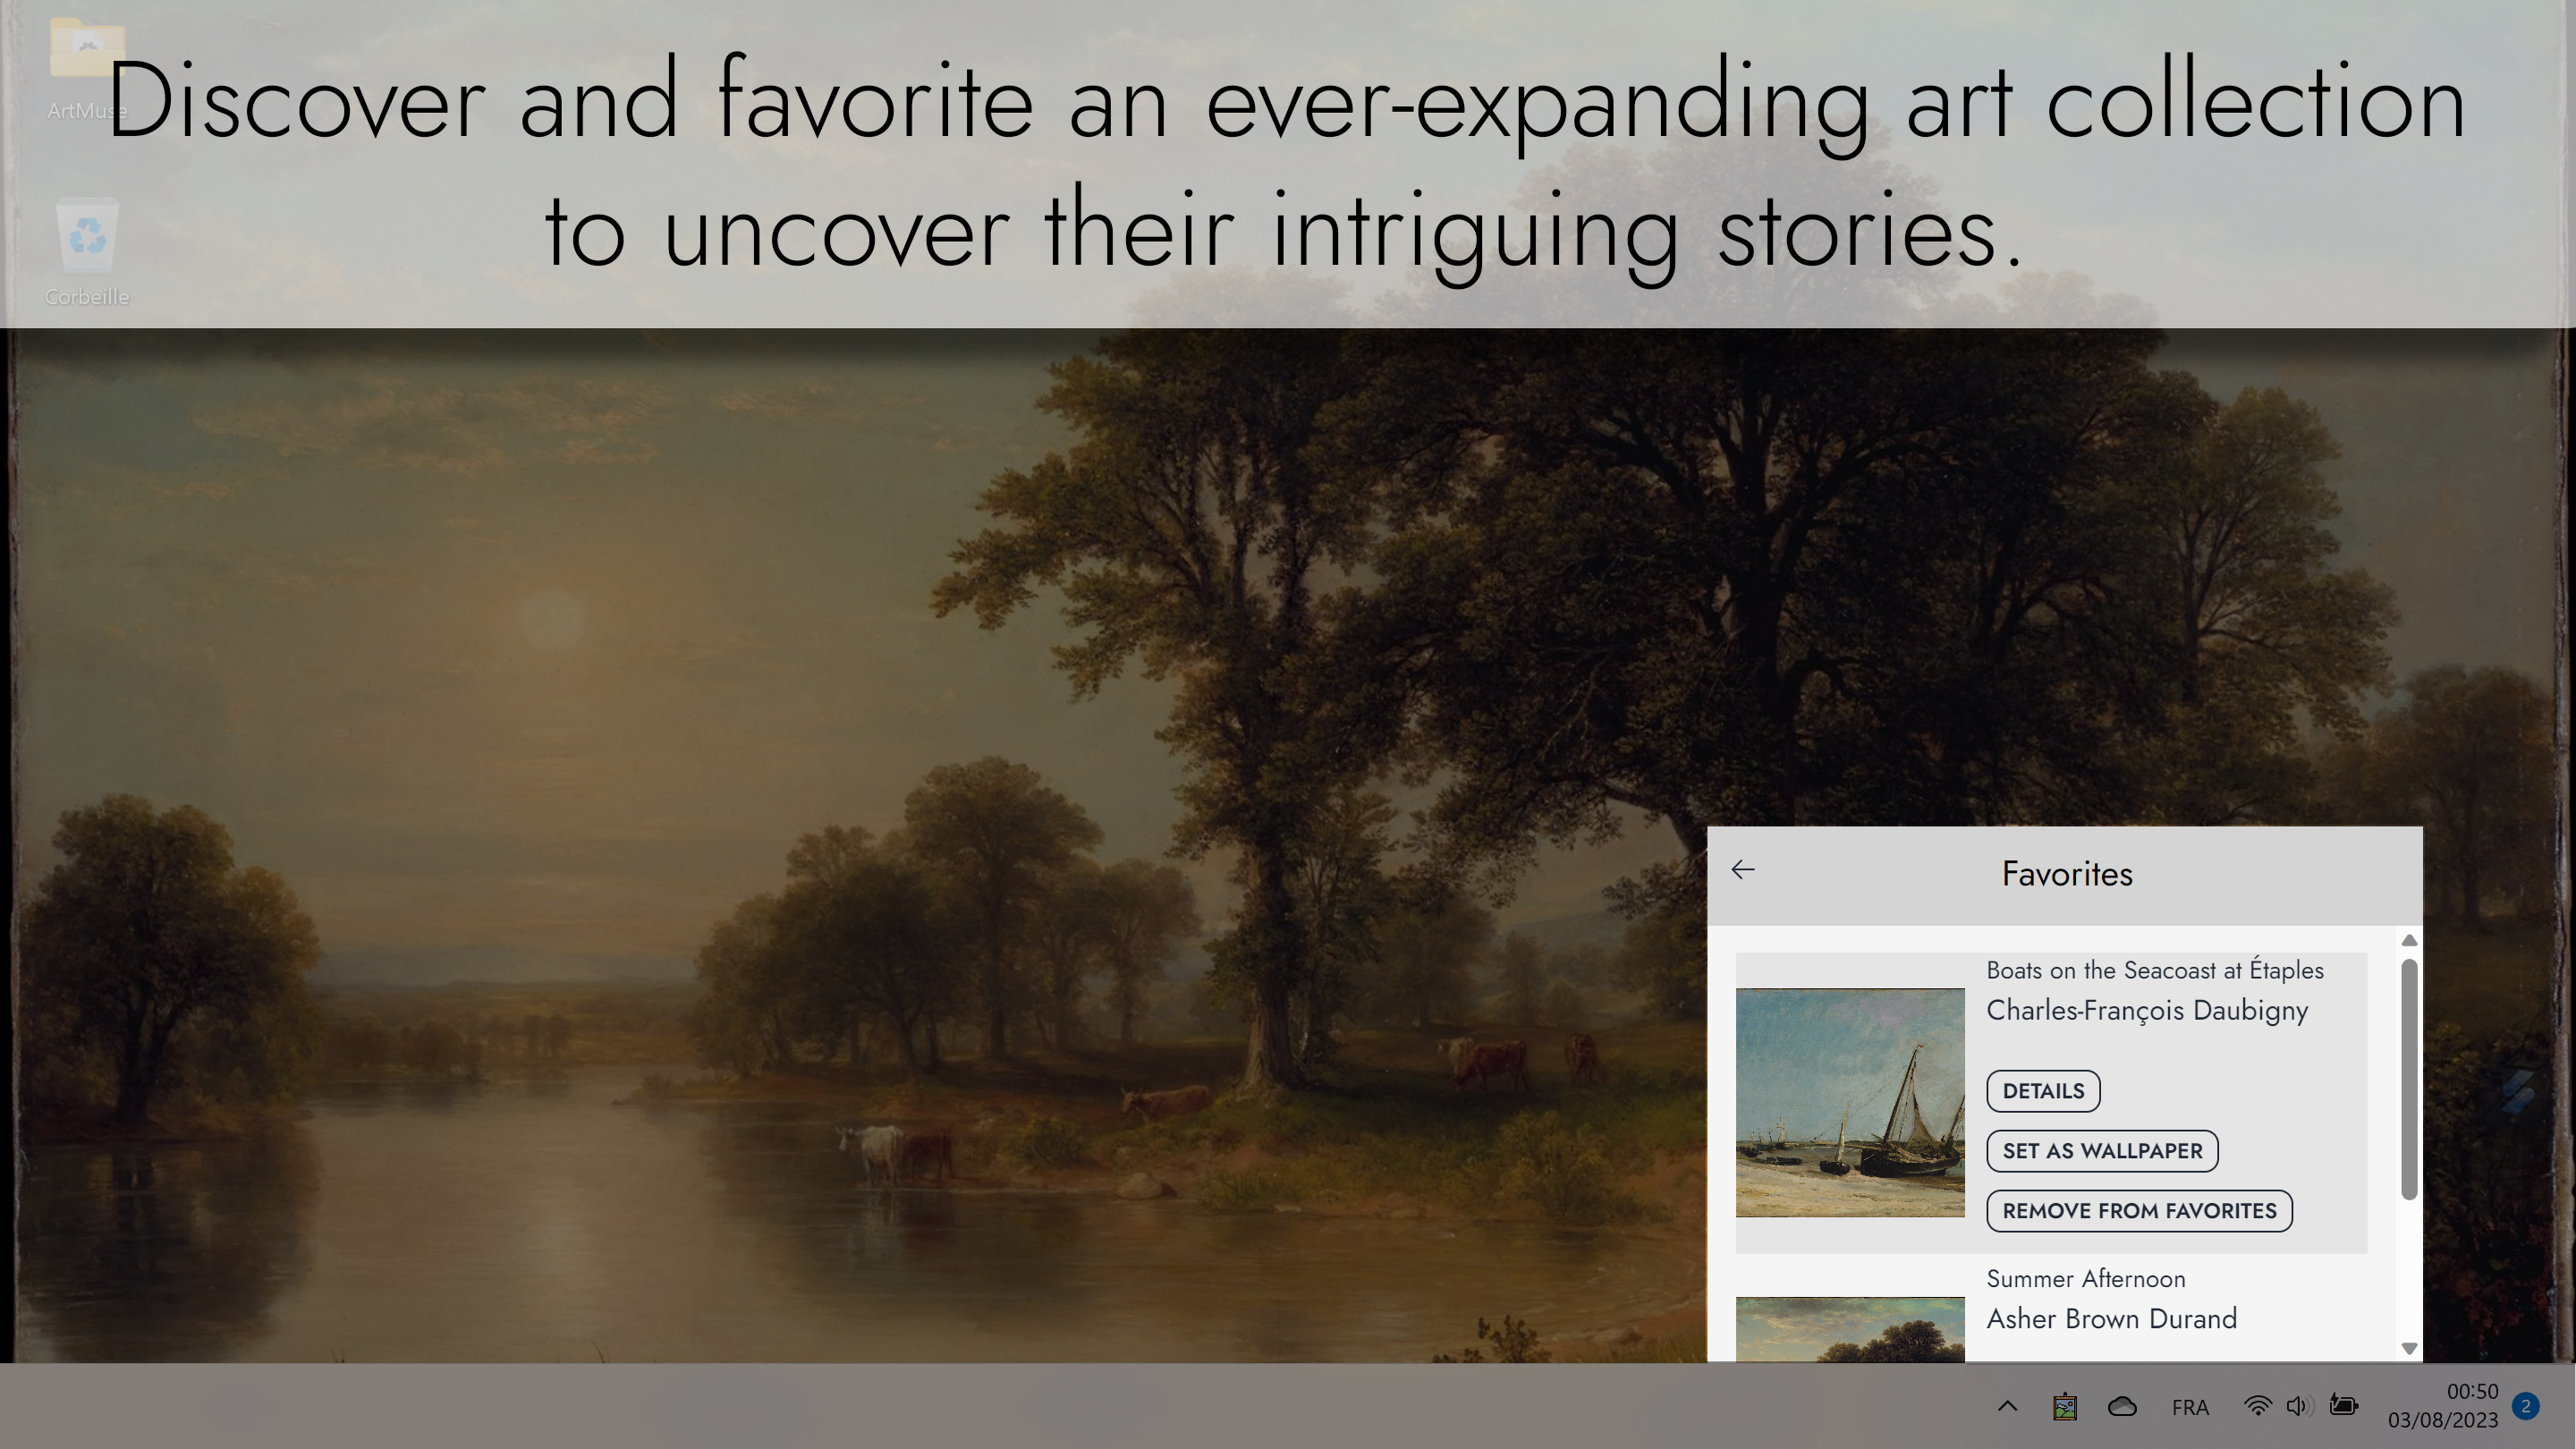 Discover and favorite an ever-expanding art collection
to uncover their intriguing stories.
ArtMuse
Corbeille
Favorites
Boats on the Seacoast at Étaples
Charles-François Daubigny
DETAILS
SET AS WALLPAPER
REMOVE FROM FAVORITES
Summer Afternoon
Asher Brown Durand
FRA
00:50
03/08/2023
2